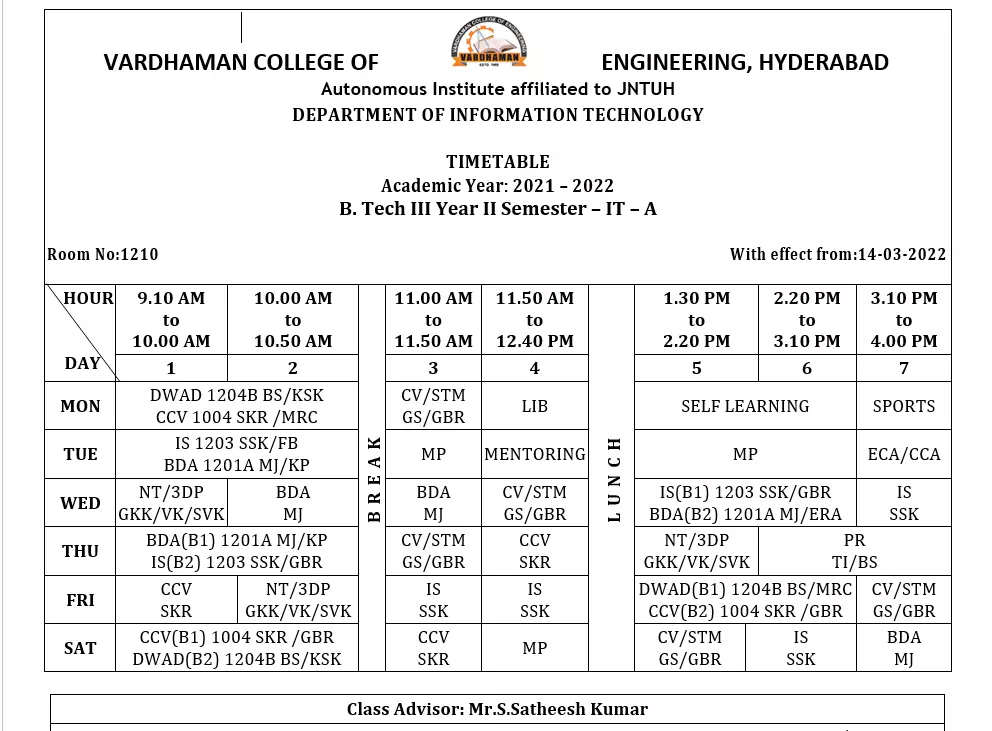 VARDHAMAN COLLEGE OF ENGINEERING, HYDERABAD
VARDHAMAN
Autonomous Institute affiliated to JNTUH
DEPARTMENT OF INFORMATION TECHNOLOGY
TIMETABLE
Academic Year: 2021 – 2022
B. Tech III Year II Semester – IT – A
Room No:1210 With effect from:14-03-2022
HOUR 9.10 AM 10.00 AM 11.00 AM 11.50 AM 1.30 PM 2.20 PM 3.10 PM
to to to to to to to
10.00 AM 10.50 AM 11.50 AM 12.40 PM 2.20 PM 3.10 PM 4.00 PM
DAY 1 2 3 4 5 6 7
BREAK
LUNCH
MON
DWAD 1204B BS/KSK
CCV 1004 SKR /MRC
CV/STM
GS/GBR
LIB
SELF LEARNING
SPORTS
TUE
IS 1203 SSK/FB
BDA 1201A MJ/KP
MP
MENTORING
MP
ECA/CCA
WED
NT/3DP
GKK/VK/SVK
BDA
MJ
BDA
MJ
CV/STM
GS/GBR
IS(B1) 1203 SSK/GBR
BDA(B2) 1201A MJ/ERA
IS
SSK
THU
BDA(B1) 1201A MJ/KP
IS(B2) 1203 SSK/GBR
CV/STM
GS/GBR
CCV
SKR
NT/3DP
GKK/VK/SVK
PR
TI/BS
FRI
CCV
SKR
NT/3DP
GKK/VK/SVK
IS
SSK
IS
SSK
DWAD(B1) 1204B BS/MRC
CCV(B2) 1004 SKR /GBR
CV/STM
GS/GBR
SAT
CCV(B1) 1004 SKR /GBR
DWAD(B2) 1204B BS/KSK
CCV
SKR
MP
CV/STM
GS/GBR
IS
SSK
BDA
MJ
Class Advisor: Mr.S.Satheesh Kumar